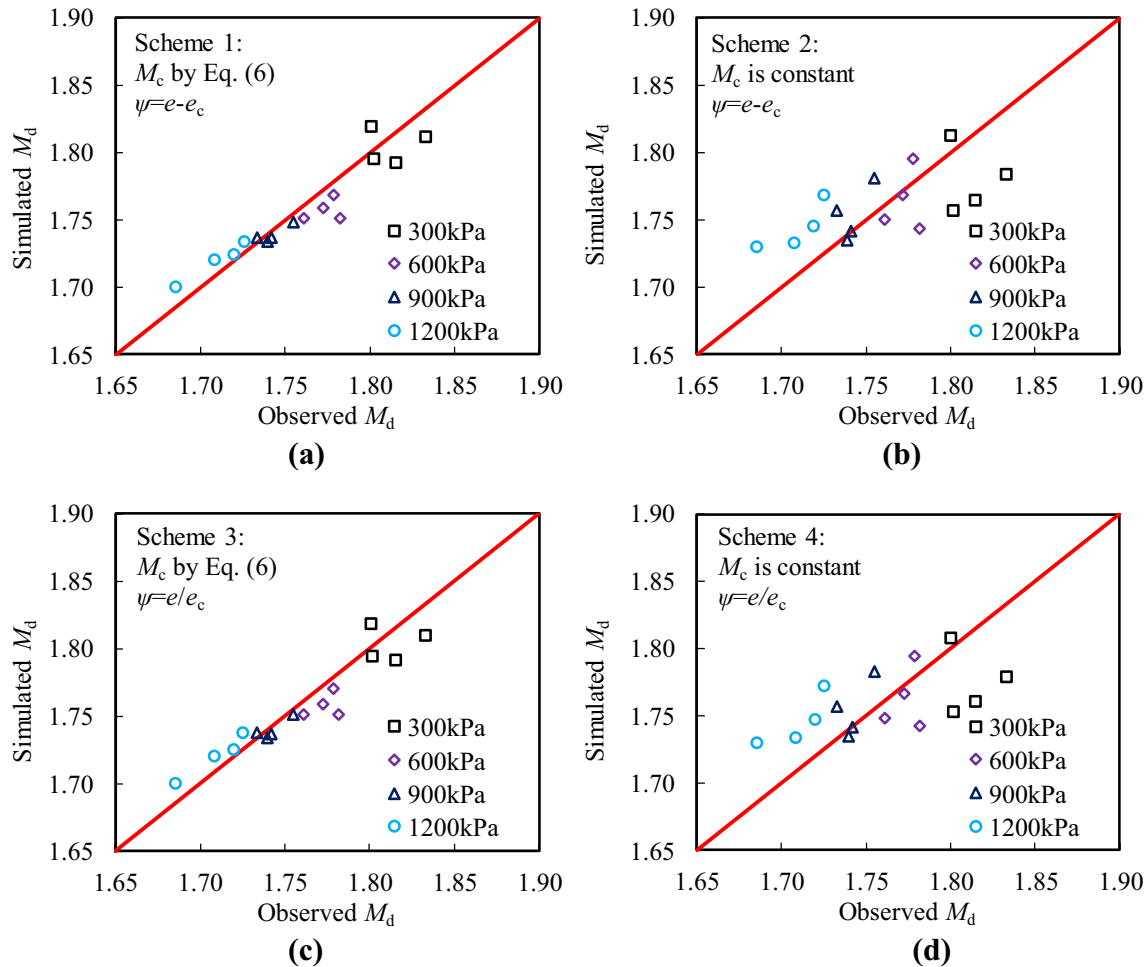 1.90
1.85
1.80
1.75
1.70
1.65
Simulated Md
Scheme 1:
Mc by Eq. (6)
ψ=e-ec
300kPa
600kPa
900kPa
1200kPa
1.65 1.70 1.75 1.80 1.85 1.90
Observed Md
(a)
1.90
1.85
1.80
1.75
1.70
1.65
Simulated Md
Scheme 2:
Mc is constant
ψ=e-ec
300kPa
600kPa
900kPa
1200kPa
1.65 1.70 1.75 1.80 1.85 1.90
Observed Md
(b)
1.90
1.85
1.80
1.75
1.70
1.65
Simulated Md
Scheme 3:
Mc by Eq. (6)
ψ=e/ec
300kPa
600kPa
900kPa
1200kPa
1.65 1.70 1.75 1.80 1.85 1.90
Observed Md
(c)
1.90
1.85
1.80
1.75
1.70
1.65
Simulated Md
Scheme 4:
Mc is constant
ψ=e/ec
300kPa
600kPa
900kPa
1200kPa
1.65 1.70 1.75 1.80 1.85 1.90
Observed Md
(d)